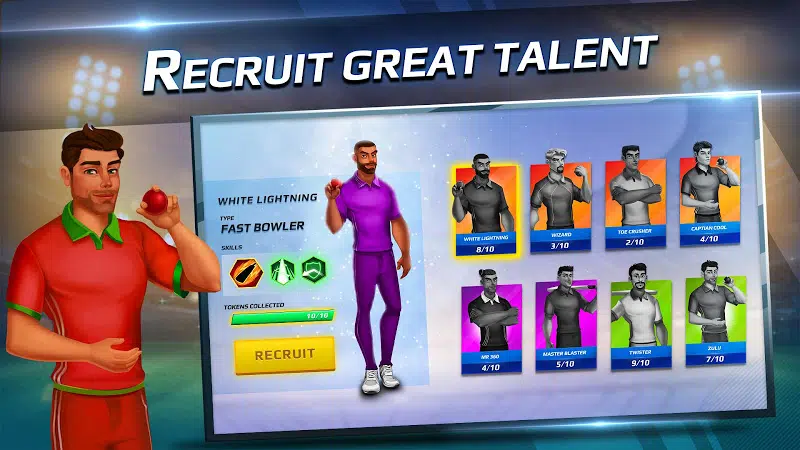 RECRUIT GREAT TALENT
WHITE LIGHTNING
TYPE
FAST BOWLER
SKILLS
TOKENS COLLECTED
10/10
RECRUIT
WHITE LIGHTNING
8/10
WIZARD
3/10
TOE CRUSHER
2/10
CAPTIAN COOL
4/10
MR 360
4/10
MASTER BLASTER
5/10
TWISTER
9/10
ZULU
7/10